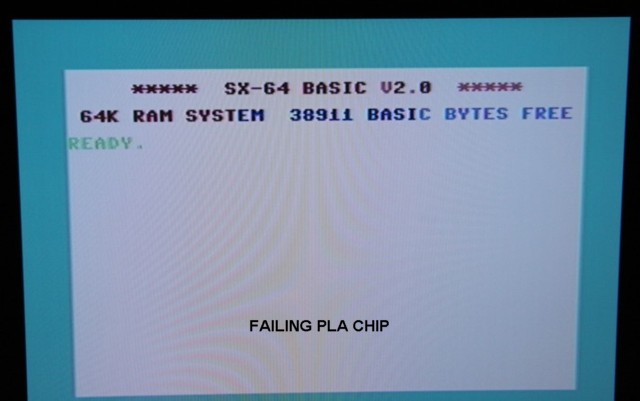 ***** SX-64 BASIC V2.0 *****
64K RAM SYSTEM 38911 BASIC BYTES FREE
READY.
FAILING PLA CHIP